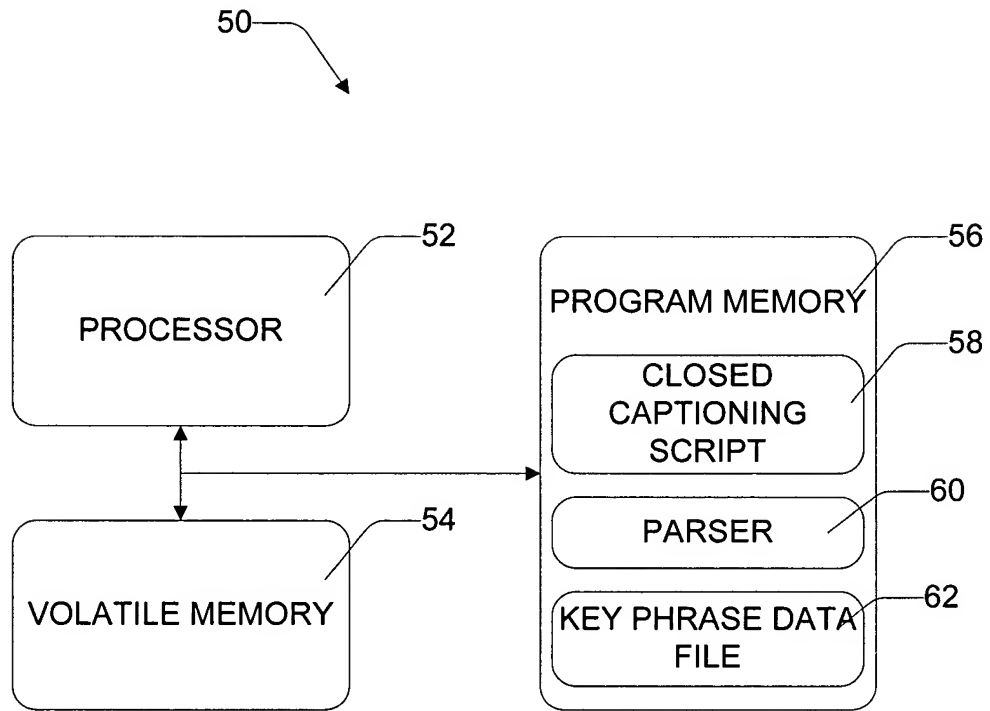 50
52
PROCESSOR
54
VOLATILE MEMORY
56
PROGRAM MEMORY
58
CLOSED
CAPTIONING
SCRIPT
60
PARSER
62
KEY PHRASE DATA
FILE